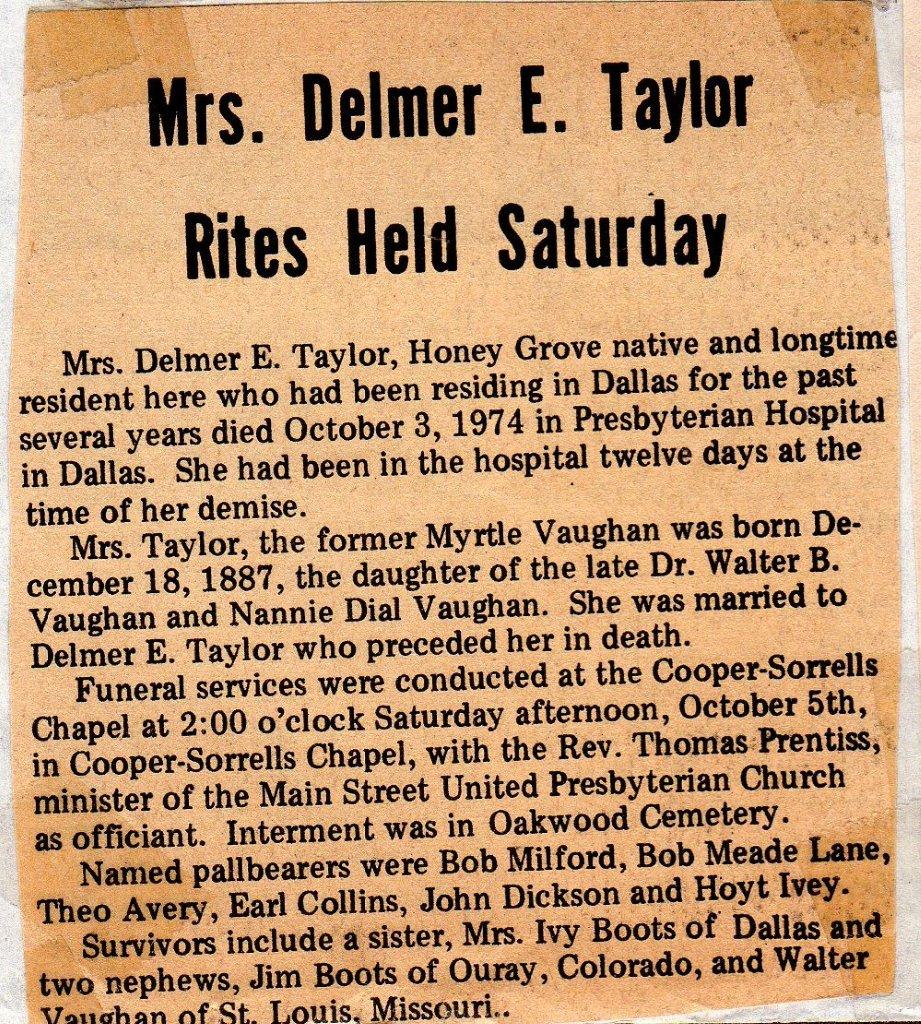 Mrs. Delmer E. Taylor
Rites Held Saturday
Mrs. Delmer E. Taylor, Honey Grove native and longtime
resident here who had been residing in Dallas for the past
several years died October 3, 1974 in Presbyterian Hospital
in Dallas. She had been in the hospital twelve days at the
time of her demise.
Mrs. Taylor, the former Myrtle Vaughan was born De-
cember 18, 1887, the daughter of the late Dr. Walter B.
Vaughan and Nannie Dial Vaughan. She was married to
Delmer E. Taylor who preceded her in death.
Funeral services were conducted at the Cooper-Sorrells
Chapel at 2:00 o'clock Saturday afternoon, October 5th,
in Cooper-Sorrells Chapel, with the Rev. Thomas Prentiss,
minister of the Main Street United Presbyterian Church
as officiant. Interment was in Oakwood Cemetery.
Named pallbearers were Bob Milford, Bob Meade Lane,
Theo Avery, Earl Collins, John Dickson and Hoyt Ivey.
Survivors include a sister, Mrs. Ivy Boots of Dallas and
two nephews, Jim Boots of Ouray, Colorado, and Walter
Vaughan of St. Louis, Missouri..